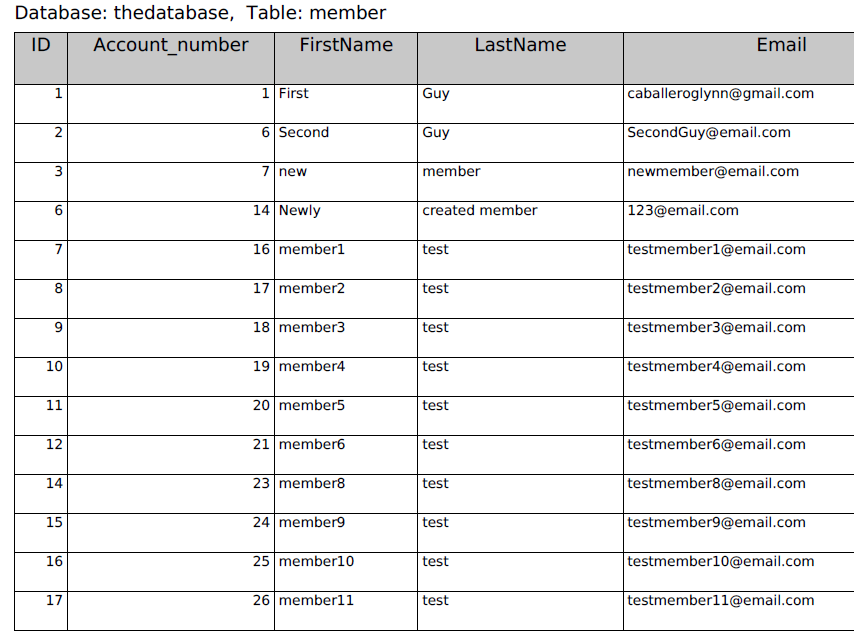 Database: thedatabase,  Table: member
ID Account_number FirstName LastName Email
1 1 First Guy caballeroglynn@gmail.com
2 6 Second Guy SecondGuy@email.com
3 7 new member newmember@email.com
6 14 Newly created member 123@email.com
7 16 member1 test testmember1@email.com
8 17 member2 test testmember2@email.com
9 18 member3 test testmember3@email.com
10 19 member4 test testmember4@email.com
11 20 member5 test testmember5@email.com
12 21 member6 test testmember6@email.com
14 23 member8 test testmember8@email.com
15 24 member9 test testmember9@email.com
16 25 member10 test testmember10@email.com
17 26 member11 test testmember11@email.com